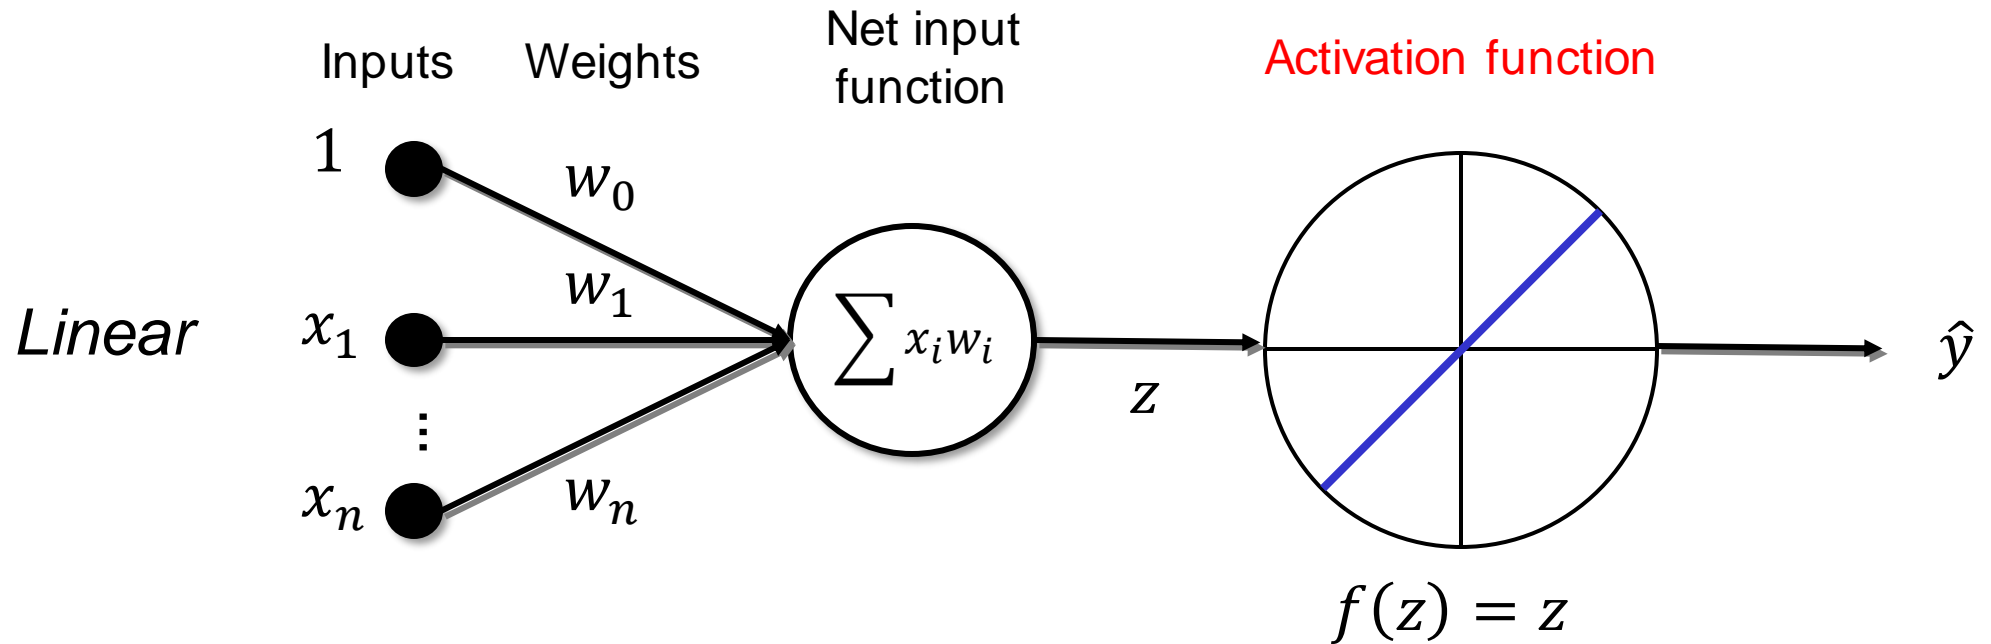 Inputs
Weights
Net input
function
Activation function
1
w₀
w₁
Linear
x₁
∑ xᵢwᵢ
z
ŷ
⋮
xₙ
wₙ
f(z) = z